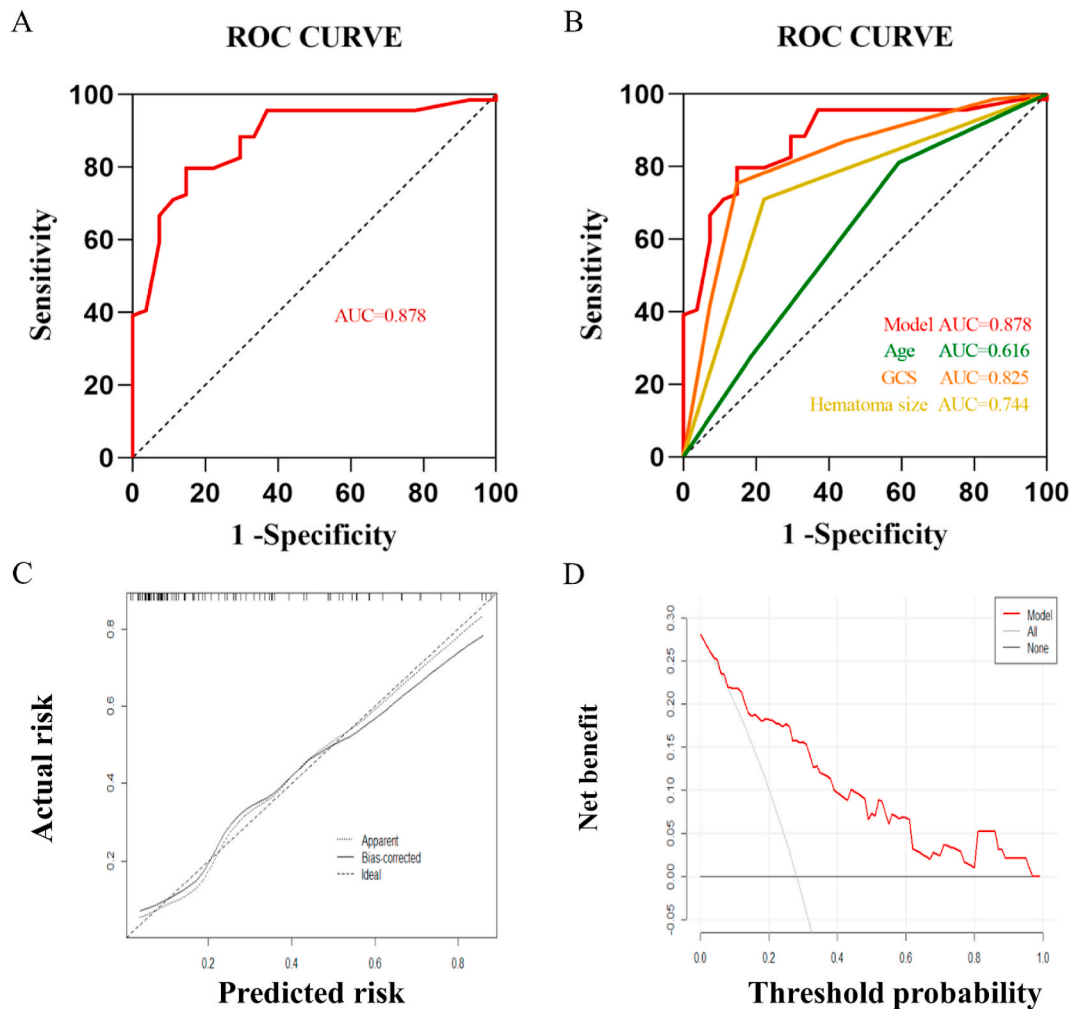 A
ROC CURVE
100
80
60
40
20
0
Sensitivity
AUC=0.878
0 20 40 60 80 100
1 -Specificity
B
ROC CURVE
100
80
60
40
20
0
Sensitivity
Model AUC=0.878
Age AUC=0.616
GCS AUC=0.825
Hematoma size AUC=0.744
0 20 40 60 80 100
1 -Specificity
C
0.8
0.6
0.4
0.2
Actual risk
Apparent
Bias-corrected
Ideal
0.2 0.4 0.6 0.8
Predicted risk
D
0.30
0.25
0.20
0.15
0.10
0.05
0.00
-0.05
Net benefit
Model
All
None
0.0 0.2 0.4 0.6 0.8 1.0
Threshold probability